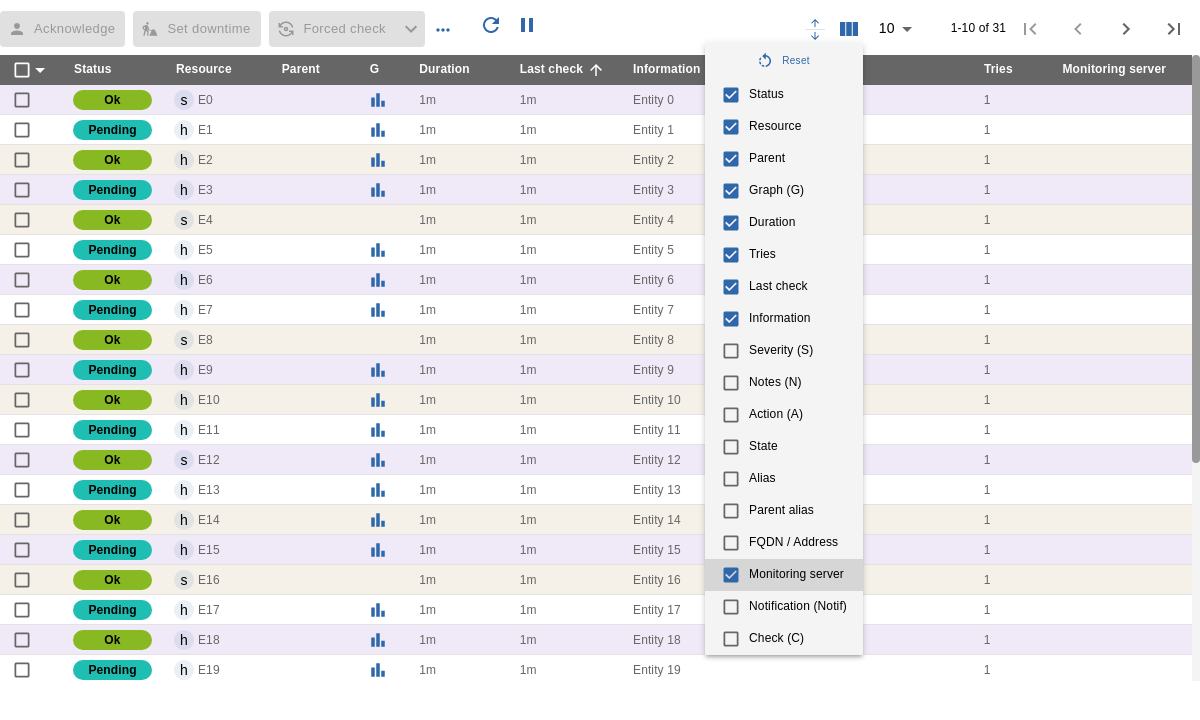 Acknowledge Set downtime Forced check 10 1-10 of 31
Status Resource Parent G Duration Last check Information Tries Monitoring server
Ok s E0 1m 1m Entity 0 1
Pending h E1 1m 1m Entity 1 1
Ok h E2 1m 1m Entity 2 1
Pending h E3 1m 1m Entity 3 1
Ok s E4 1m 1m Entity 4 1
Pending h E5 1m 1m Entity 5 1
Ok h E6 1m 1m Entity 6 1
Pending h E7 1m 1m Entity 7 1
Ok s E8 1m 1m Entity 8 1
Pending h E9 1m 1m Entity 9 1
Ok h E10 1m 1m Entity 10 1
Pending h E11 1m 1m Entity 11 1
Ok s E12 1m 1m Entity 12 1
Pending h E13 1m 1m Entity 13 1
Ok h E14 1m 1m Entity 14 1
Pending h E15 1m 1m Entity 15 1
Ok s E16 1m 1m Entity 16 1
Pending h E17 1m 1m Entity 17 1
Ok h E18 1m 1m Entity 18 1
Pending h E19 1m 1m Entity 19 1
Reset
Status
Resource
Parent
Graph (G)
Duration
Tries
Last check
Information
Severity (S)
Notes (N)
Action (A)
State
Alias
Parent alias
FQDN / Address
Monitoring server
Notification (Notif)
Check (C)